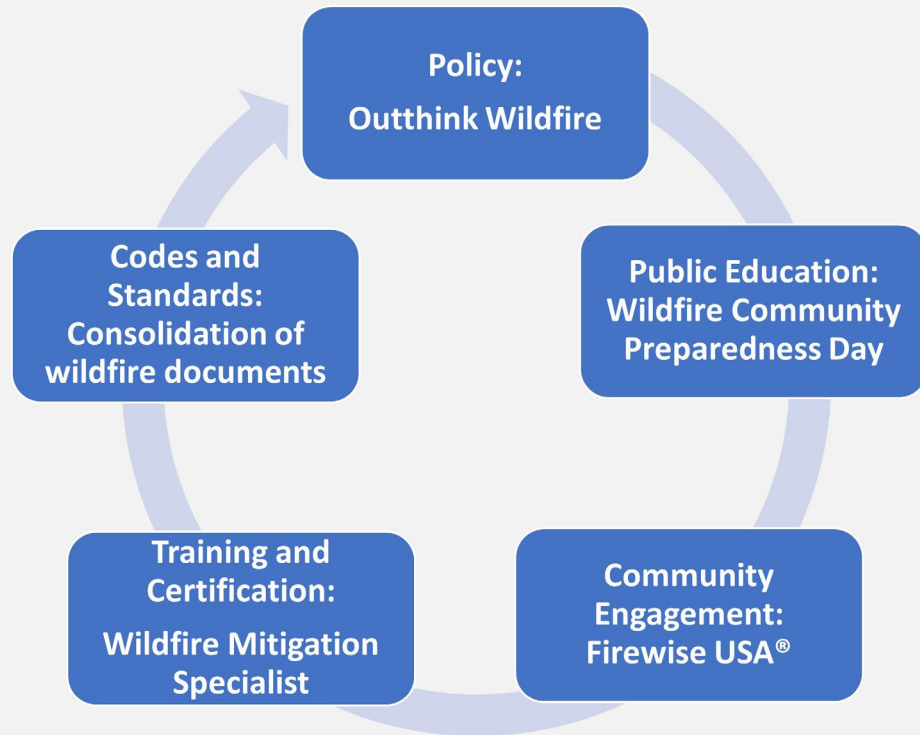 Policy:
Outthink Wildfire
Public Education:
Wildfire Community
Preparedness Day
Community
Engagement:
Firewise USA®
Training and
Certification:
Wildfire Mitigation
Specialist
Codes and
Standards:
Consolidation of
wildfire documents